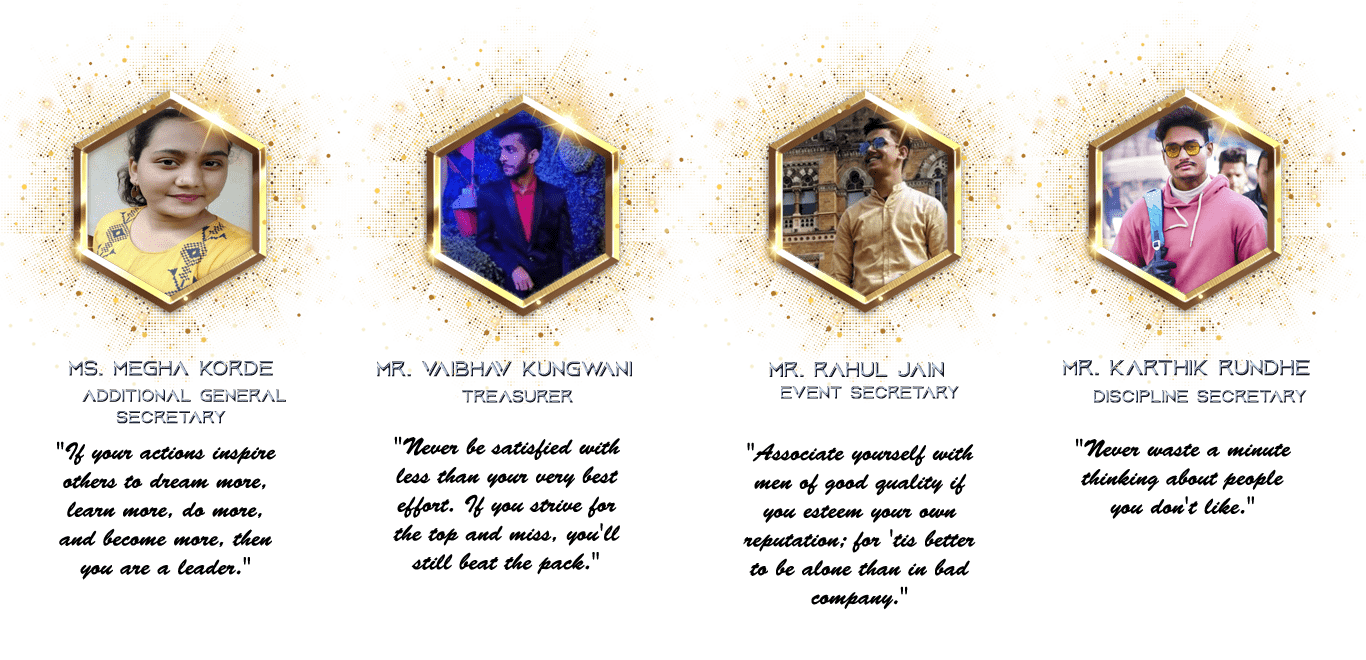 MS. MEGHA KORDE
ADDITIONAL GENERAL
SECRETARY
"If your actions inspire
others to dream more,
learn more, do more,
and become more, then
you are a leader."
MR. VAIBHAV KUNGWANI
TREASURER
"Never be satisfied with
less than your very best
effort. If you strive for
the top and miss, you'll
still beat the pack."
MR. RAHUL JAIN
EVENT SECRETARY
"Associate yourself with
men of good quality if
you esteem your own
reputation; for 'tis better
to be alone than in bad
company."
MR. KARTHIK RUNDHE
DISCIPLINE SECRETARY
"Never waste a minute
thinking about people
you don't like."